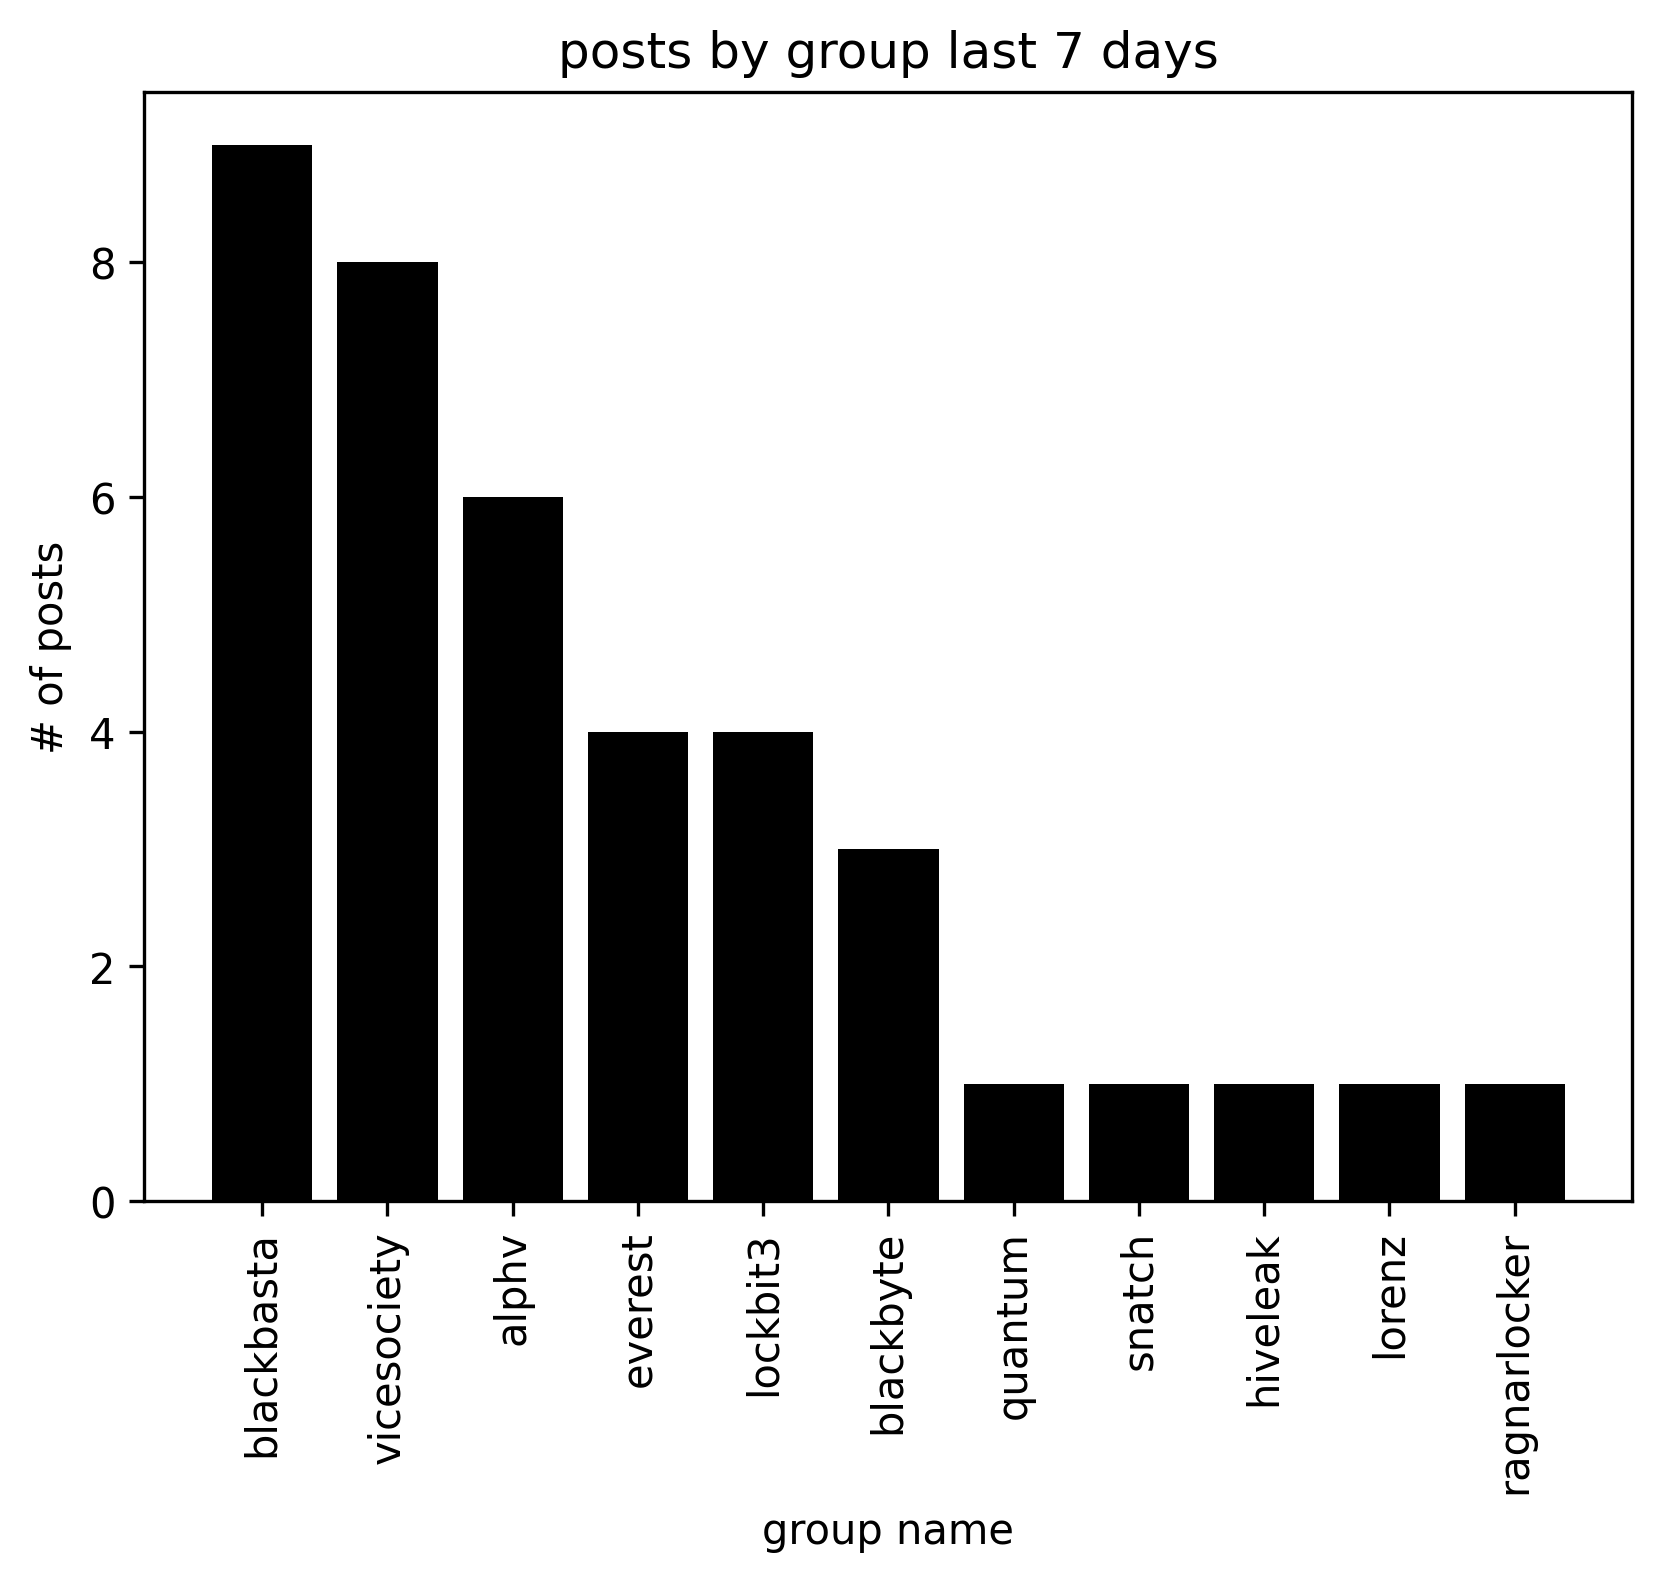 posts by group last 7 days
# of posts
8
6
4
2
0
blackbasta
vicesociety
alphv
everest
lockbit3
blackbyte
quantum
snatch
hiveleak
lorenz
ragnarlocker
group name